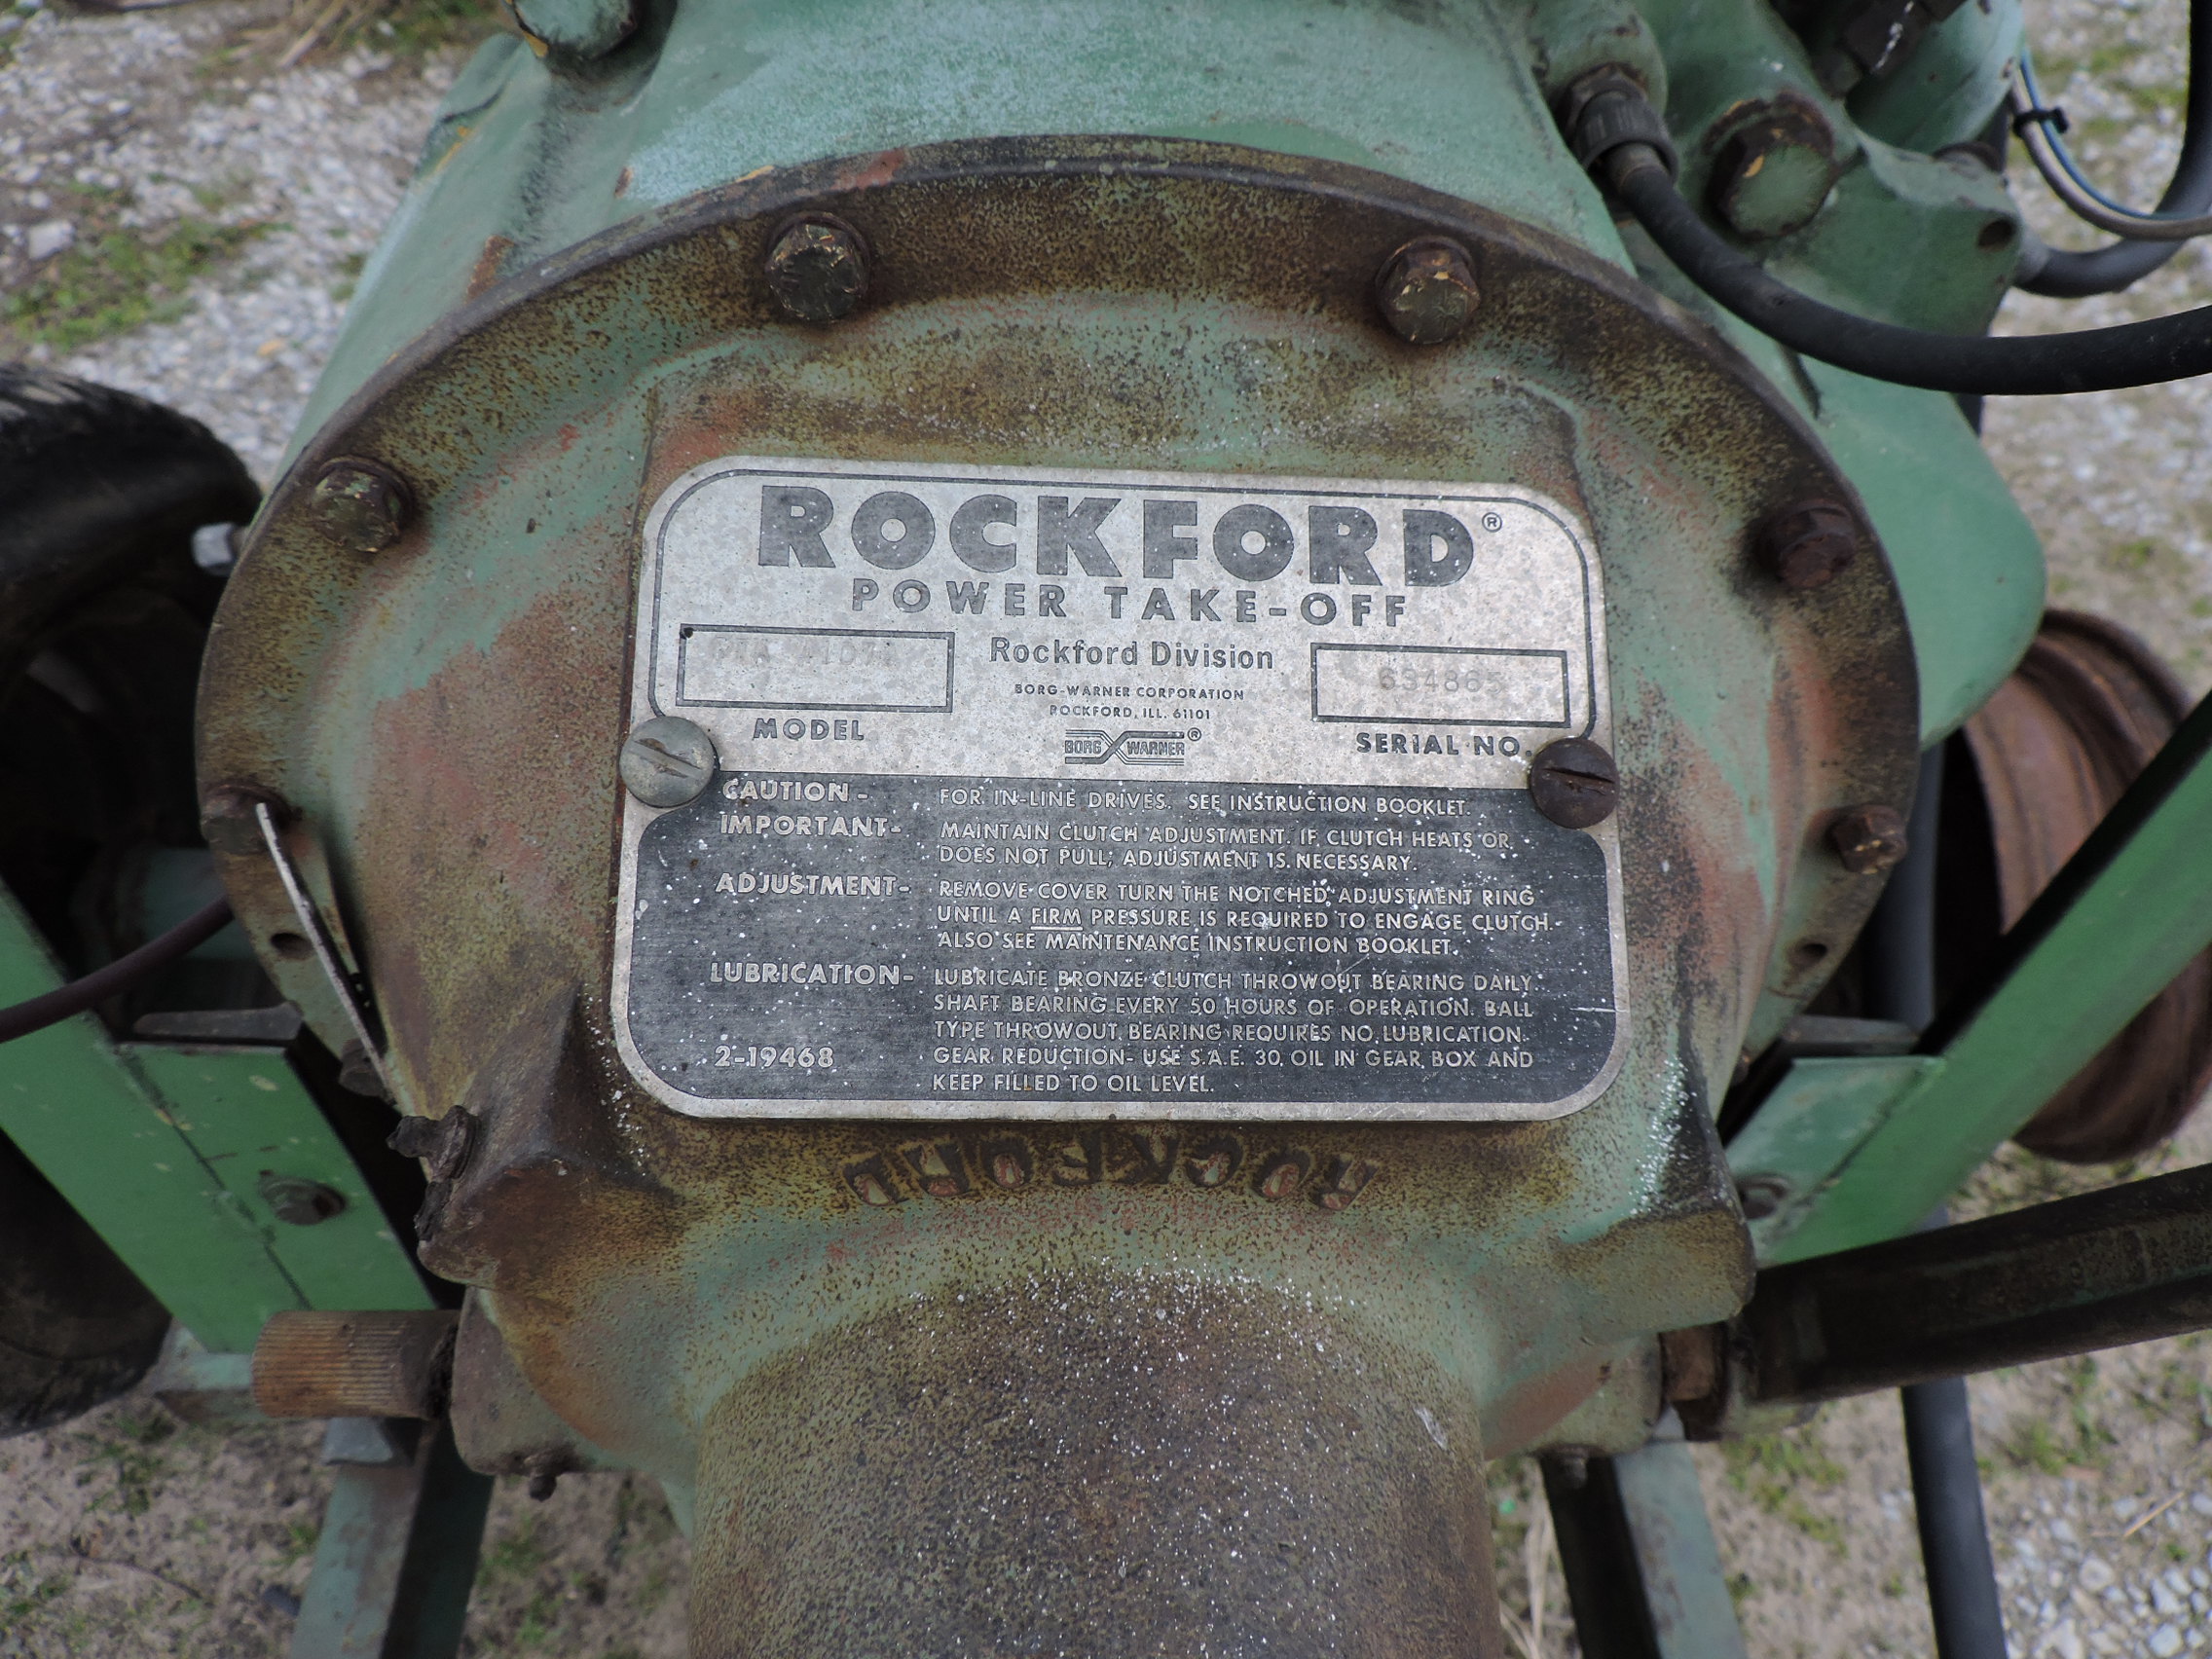 ROCKFORD®
POWER TAKE-OFF
Rockford Division
BORG-WARNER CORPORATION
ROCKFORD, ILL. 61101
MODEL
BORG WARNER®
SERIAL NO.
CAUTION - FOR IN-LINE DRIVES. SEE INSTRUCTION BOOKLET.
IMPORTANT- MAINTAIN CLUTCH ADJUSTMENT. IF CLUTCH HEATS OR
DOES NOT PULL; ADJUSTMENT IS NECESSARY.
ADJUSTMENT- REMOVE COVER TURN THE NOTCHED ADJUSTMENT RING
UNTIL A FIRM PRESSURE IS REQUIRED TO ENGAGE CLUTCH.
ALSO SEE MAINTENANCE INSTRUCTION BOOKLET.
LUBRICATION- LUBRICATE BRONZE CLUTCH THROWOUT BEARING DAILY.
SHAFT BEARING EVERY 50 HOURS OF OPERATION. BALL
TYPE THROWOUT BEARING REQUIRES NO LUBRICATION.
2-19468 GEAR REDUCTION- USE S.A.E. 30 OIL IN GEAR BOX AND
KEEP FILLED TO OIL LEVEL.
ROCKFORD